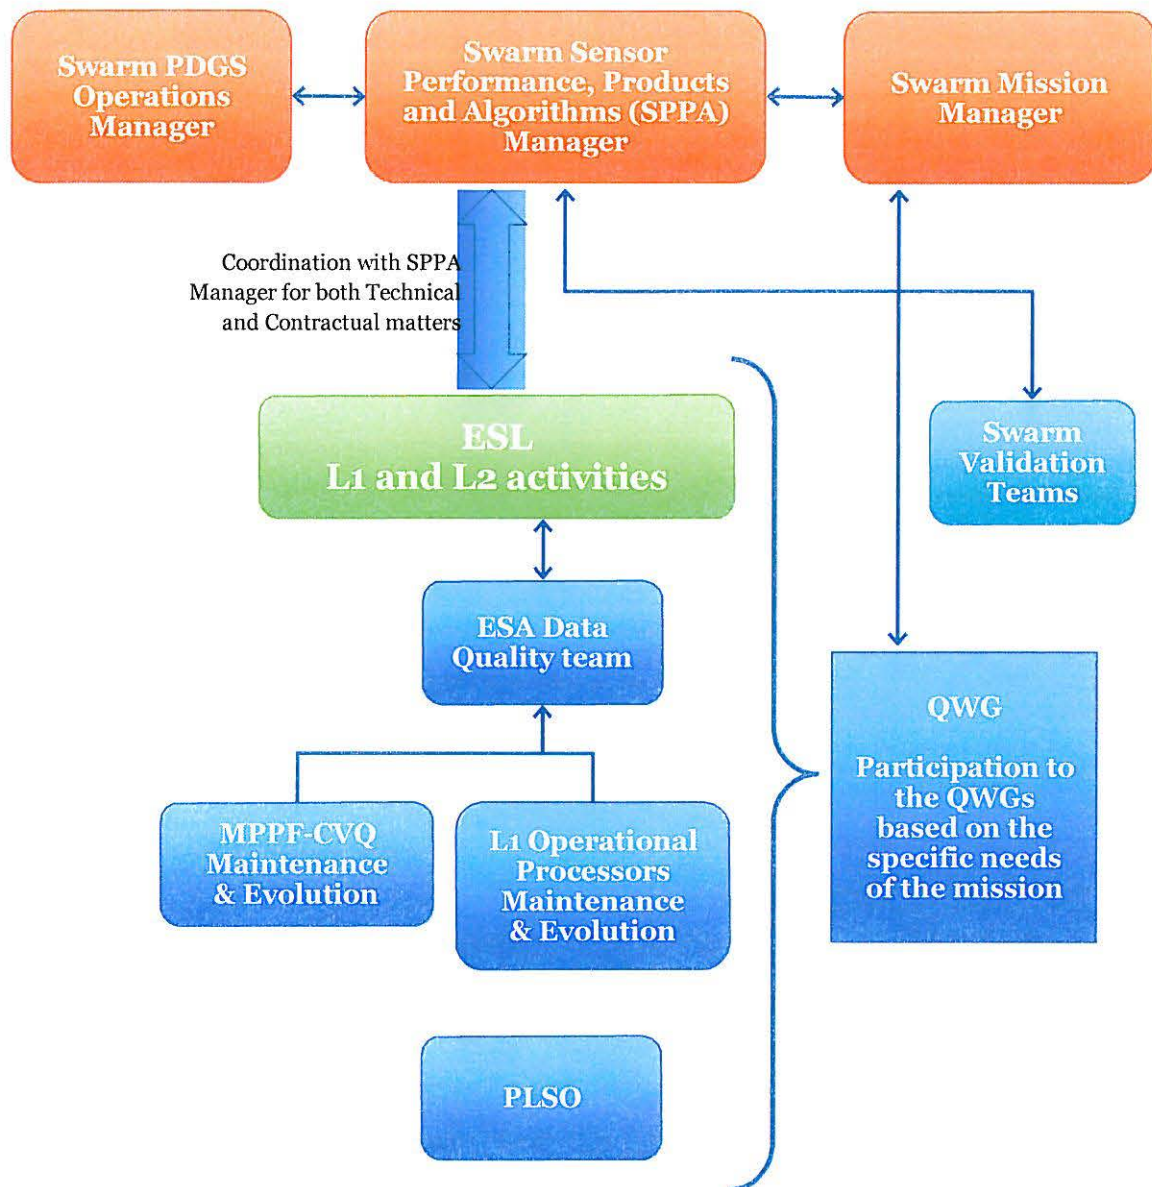 Swarm PDGS
Operations
Manager
Swarm Sensor
Performance, Products
and Algorithms (SPPA)
Manager
Swarm Mission
Manager
Coordination with SPPA
Manager for both Technical
and Contractual matters
ESL
L1 and L2 activities
Swarm
Validation
Teams
ESA Data
Quality team
QWG
Participation to
the QWGs
based on the
specific needs
of the mission
MPPF-CVQ
Maintenance
& Evolution
L1 Operational
Processors
Maintenance
& Evolution
PLSO